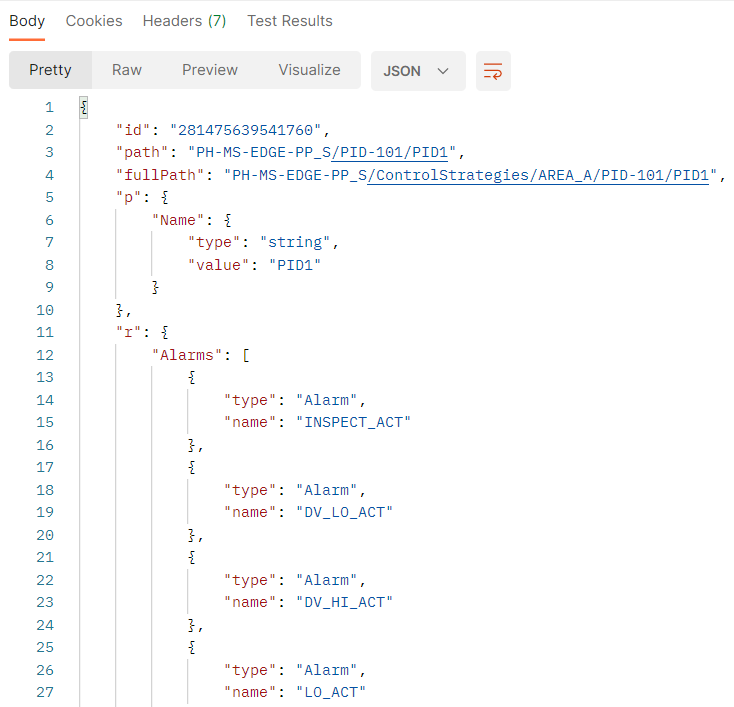 Body Cookies Headers (7) Test Results
Pretty Raw Preview Visualize JSON
1 {
2 "id": "281475639541760",
3 "path": "PH-MS-EDGE-PP_S/PID-101/PID1",
4 "fullPath": "PH-MS-EDGE-PP_S/ControlStrategies/AREA_A/PID-101/PID1",
5 "p": {
6 "Name": {
7 "type": "string",
8 "value": "PID1"
9 }
10 },
11 "r": {
12 "Alarms": [
13 {
14 "type": "Alarm",
15 "name": "INSPECT_ACT"
16 },
17 {
18 "type": "Alarm",
19 "name": "DV_LO_ACT"
20 },
21 {
22 "type": "Alarm",
23 "name": "DV_HI_ACT"
24 },
25 {
26 "type": "Alarm",
27 "name": "LO_ACT"